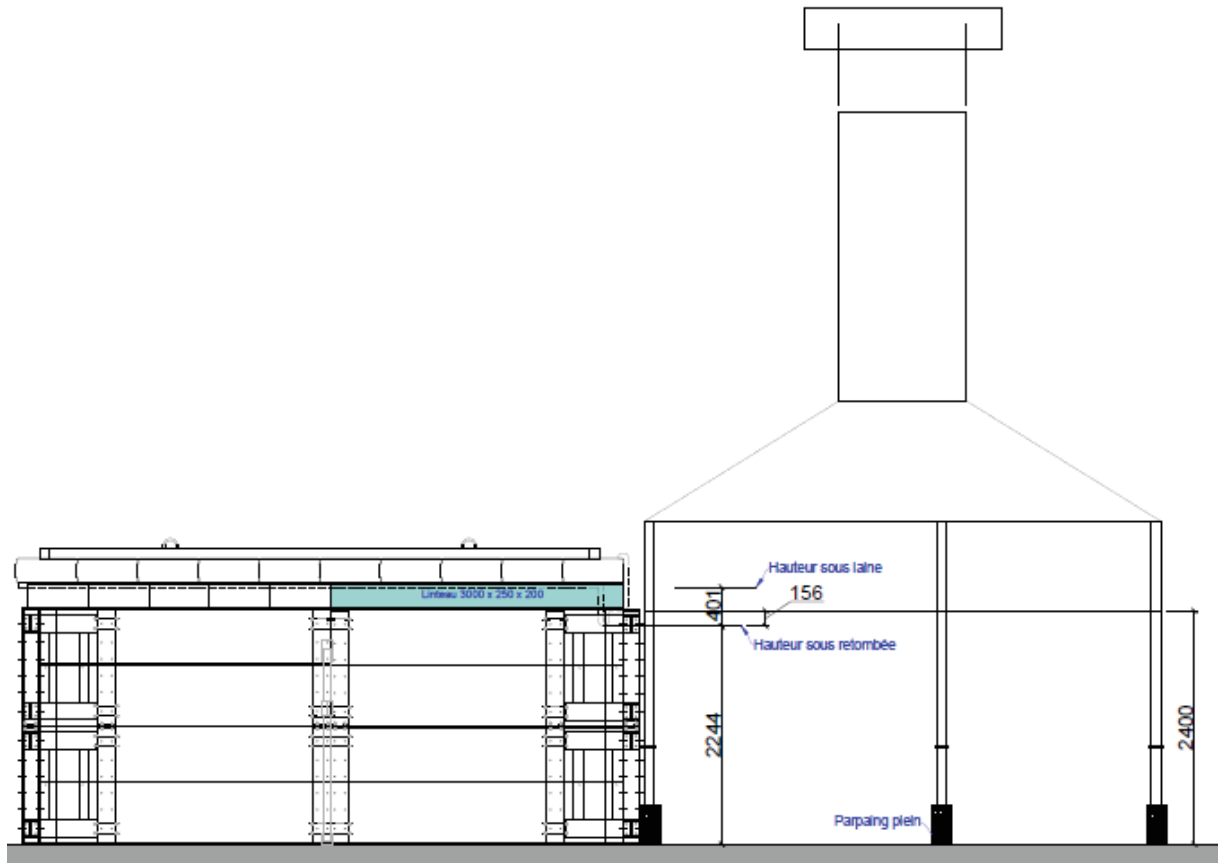 Hauteur sous laine
Linteau 3000 x 250 x 200
401
156
Hauteur sous retombée
2244
2400
Parpaing plein